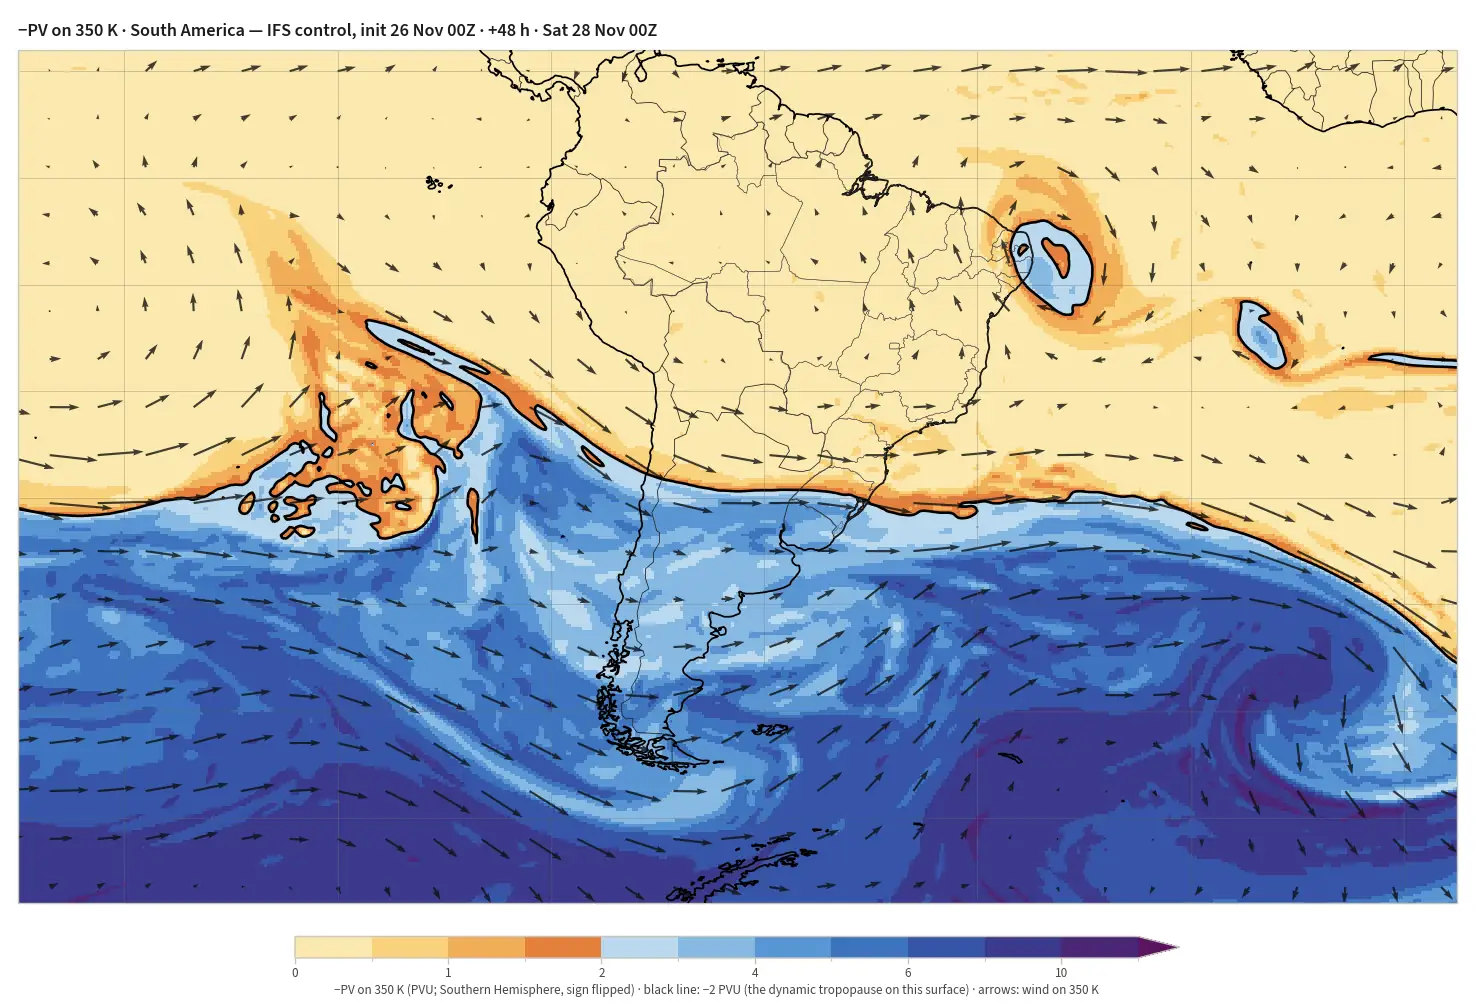 −PV on 350 K · South America — IFS control, init 26 Nov 00Z · +48 h · Sat 28 Nov 00Z
0 1 2 4 6 10
−PV on 350 K (PVU; Southern Hemisphere, sign flipped) · black line: −2 PVU (the dynamic tropopause on this surface) · arrows: wind on 350 K